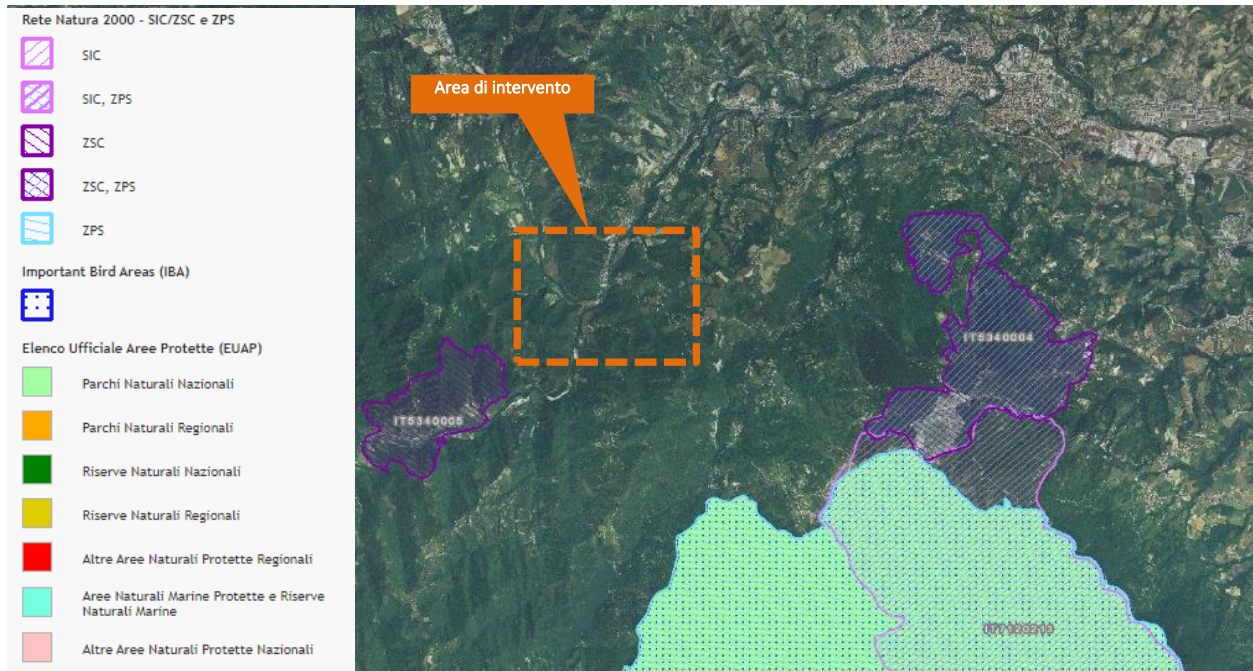 Rete Natura 2000 - SIC/ZSC e ZPS
SIC
SIC, ZPS
ZSC
ZSC, ZPS
ZPS
Important Bird Areas (IBA)
Elenco Ufficiale Aree Protette (EUAP)
Parchi Naturali Nazionali
Parchi Naturali Regionali
Riserve Naturali Nazionali
Riserve Naturali Regionali
Altre Aree Naturali Protette Regionali
Aree Naturali Marine Protette e Riserve
Naturali Marine
Altre Aree Naturali Protette Nazionali
Area di intervento
IT5340004
IT5340005
IT7120213